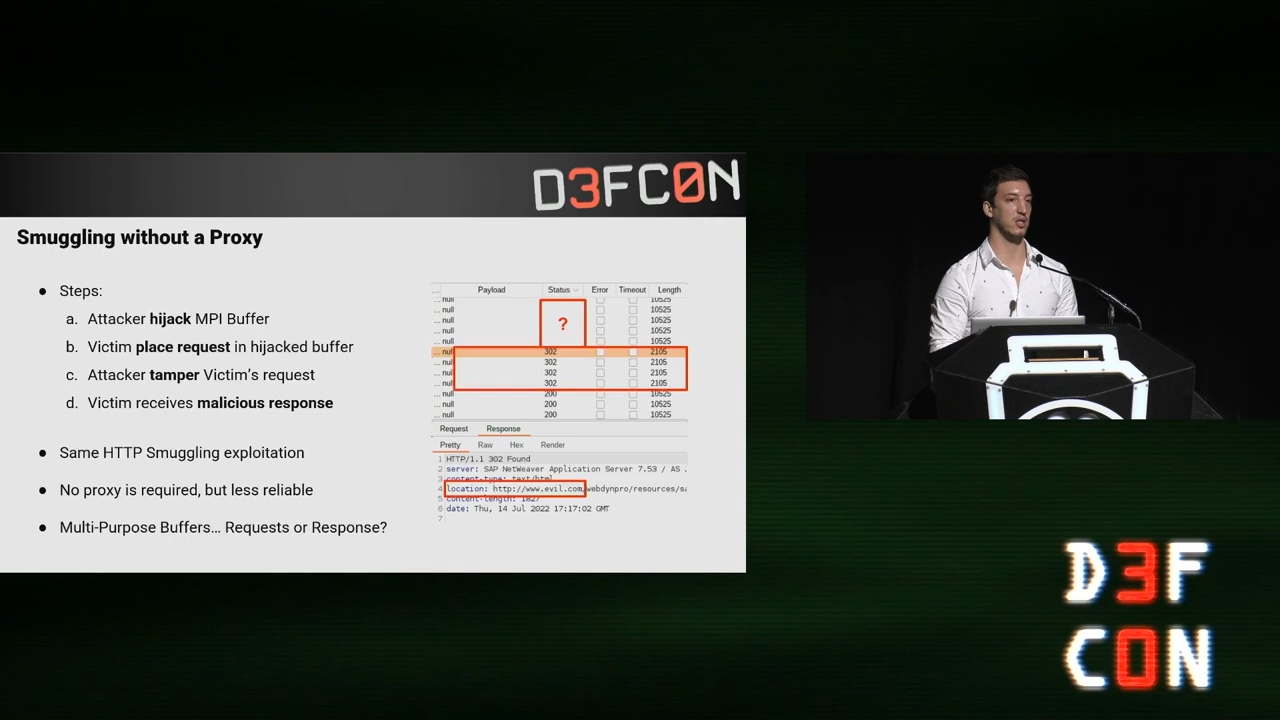 D3FC0N
Smuggling without a Proxy
● Steps:
a. Attacker hijack MPI Buffer
b. Victim place request in hijacked buffer
c. Attacker tamper Victim's request
d. Victim receives malicious response
● Same HTTP Smuggling exploitation
● No proxy is required, but less reliable
● Multi-Purpose Buffers... Requests or Response?
... Payload Status Error Timeout Length
... null 10525
... null 10525
... null 10525
... null 10525
... null 10525
?
... null 302 2105
... null 302 2105
... null 302 2105
... null 302 2105
... null 200 10525
... null 200 10525
... null 200 10525
Request Response
Pretty Raw Hex Render
1 HTTP/1.1 302 Found
2 server: SAP NetWeaver Application Server 7.53 / AS .
3 content-type: text/html
4 location: http://www.evil.com/webdynpro/resources/sa
5 content-length: 1827
6 date: Thu, 14 Jul 2022 17:17:02 GMT
7
D3F
C0N